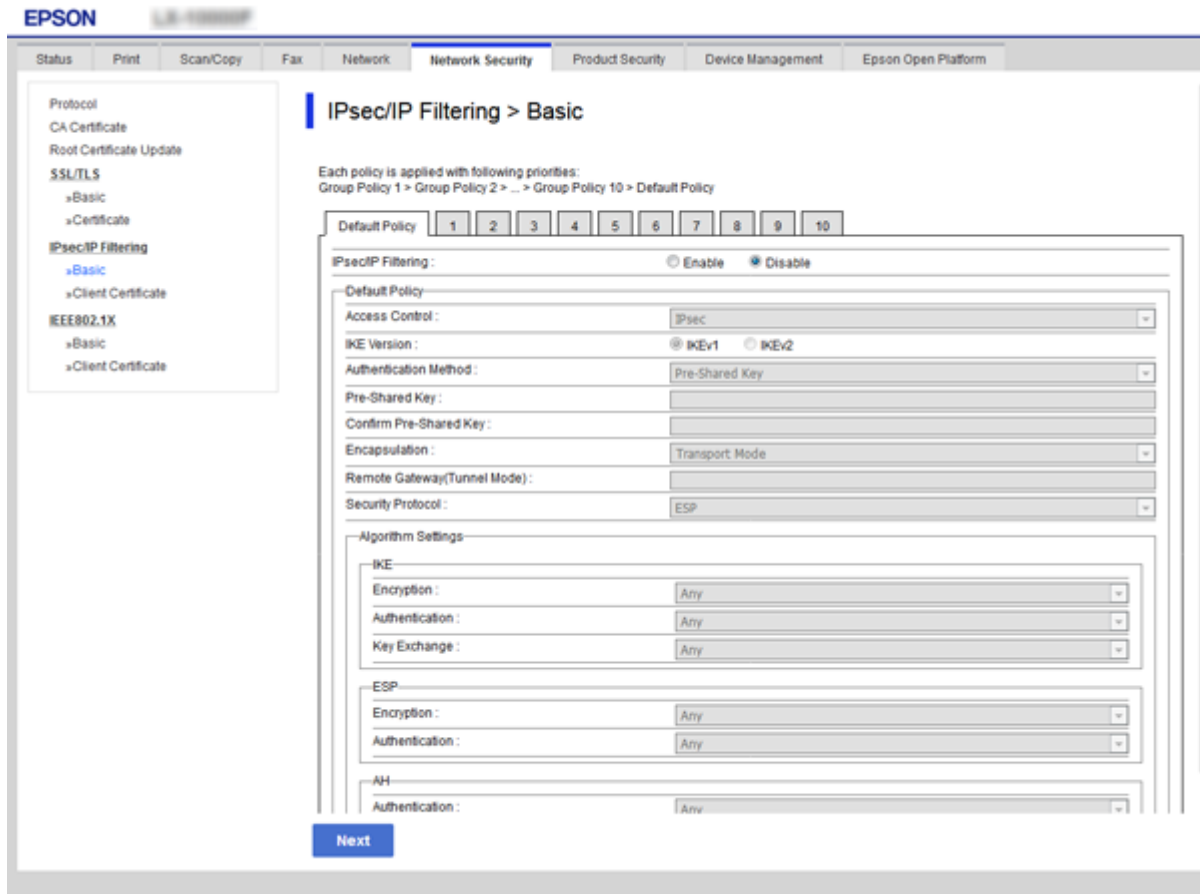 EPSON
Status Print Scan/Copy Fax Network Network Security Product Security Device Management Epson Open Platform
Protocol
CA Certificate
Root Certificate Update
SSL/TLS
»Basic
»Certificate
IPsec/IP Filtering
»Basic
»Client Certificate
IEEE802.1X
»Basic
»Client Certificate
IPsec/IP Filtering > Basic
Each policy is applied with following priorities:
Group Policy 1 > Group Policy 2 > ... > Group Policy 10 > Default Policy
Default Policy 1 2 3 4 5 6 7 8 9 10
IPsec/IP Filtering : Enable Disable
Default Policy
Access Control : IPsec
IKE Version : IKEv1 IKEv2
Authentication Method : Pre-Shared Key
Pre-Shared Key :
Confirm Pre-Shared Key :
Encapsulation : Transport Mode
Remote Gateway(Tunnel Mode) :
Security Protocol : ESP
Algorithm Settings
IKE
Encryption : Any
Authentication : Any
Key Exchange : Any
ESP
Encryption : Any
Authentication : Any
AH
Authentication : Any
Next